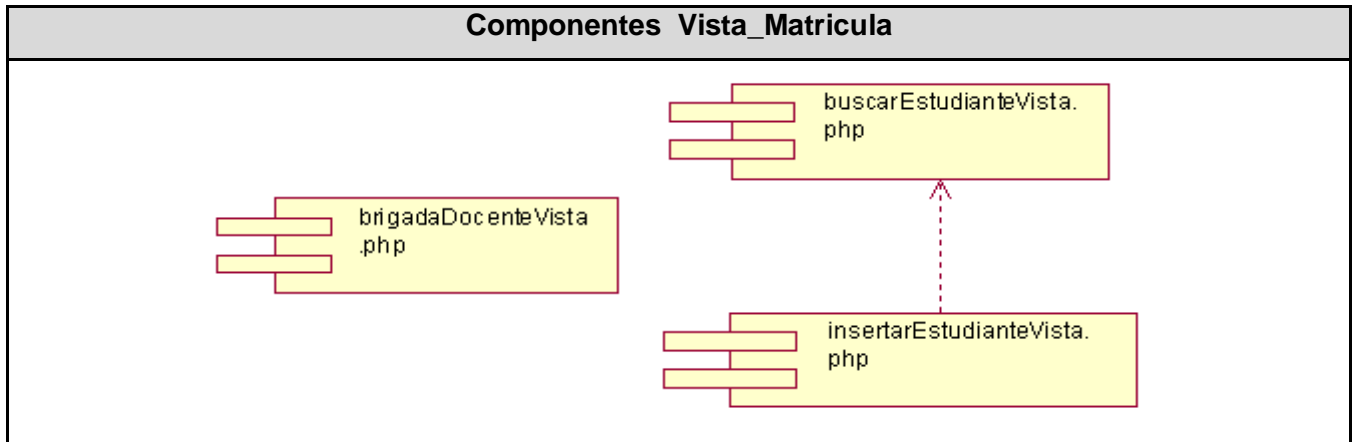 Componentes Vista_Matricula
buscarEstudianteVista.
php
brigadaDocenteVista
.php
insertarEstudianteVista.
php